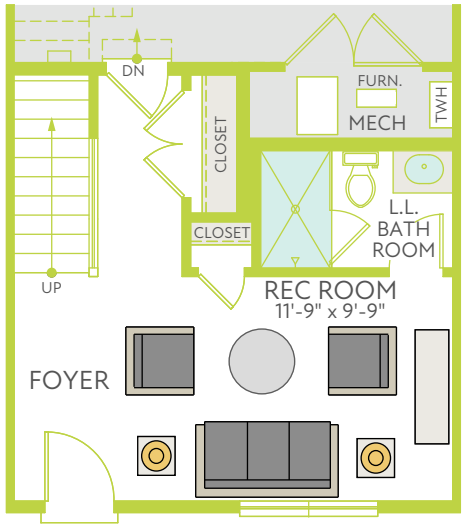 DN
FURN.
TWH
MECH
CLOSET
CLOSET
L.L.
BATH
ROOM
UP
REC ROOM
11'-9" x 9'-9"
FOYER